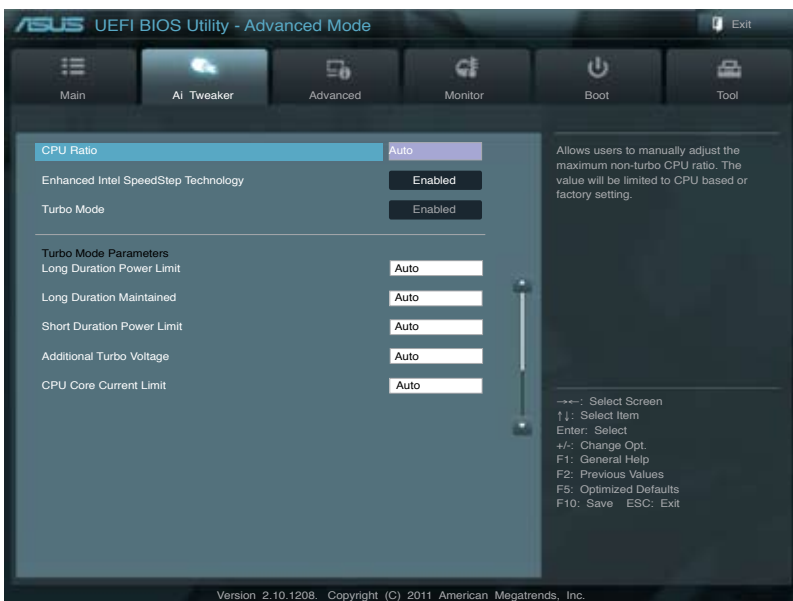 ASUS UEFI BIOS Utility - Advanced Mode
Exit
Main
Ai Tweaker
Advanced
Monitor
Boot
Tool
CPU Ratio Auto
Enhanced Intel SpeedStep Technology Enabled
Turbo Mode Enabled
Turbo Mode Parameters
Long Duration Power Limit Auto
Long Duration Maintained Auto
Short Duration Power Limit Auto
Additional Turbo Voltage Auto
CPU Core Current Limit Auto
Allows users to manually adjust the
maximum non-turbo CPU ratio. The
value will be limited to CPU based or
factory setting.
→←: Select Screen
↑↓: Select Item
Enter: Select
+/-: Change Opt.
F1: General Help
F2: Previous Values
F5: Optimized Defaults
F10: Save ESC: Exit
Version 2.10.1208. Copyright (C) 2011 American Megatrends, Inc.